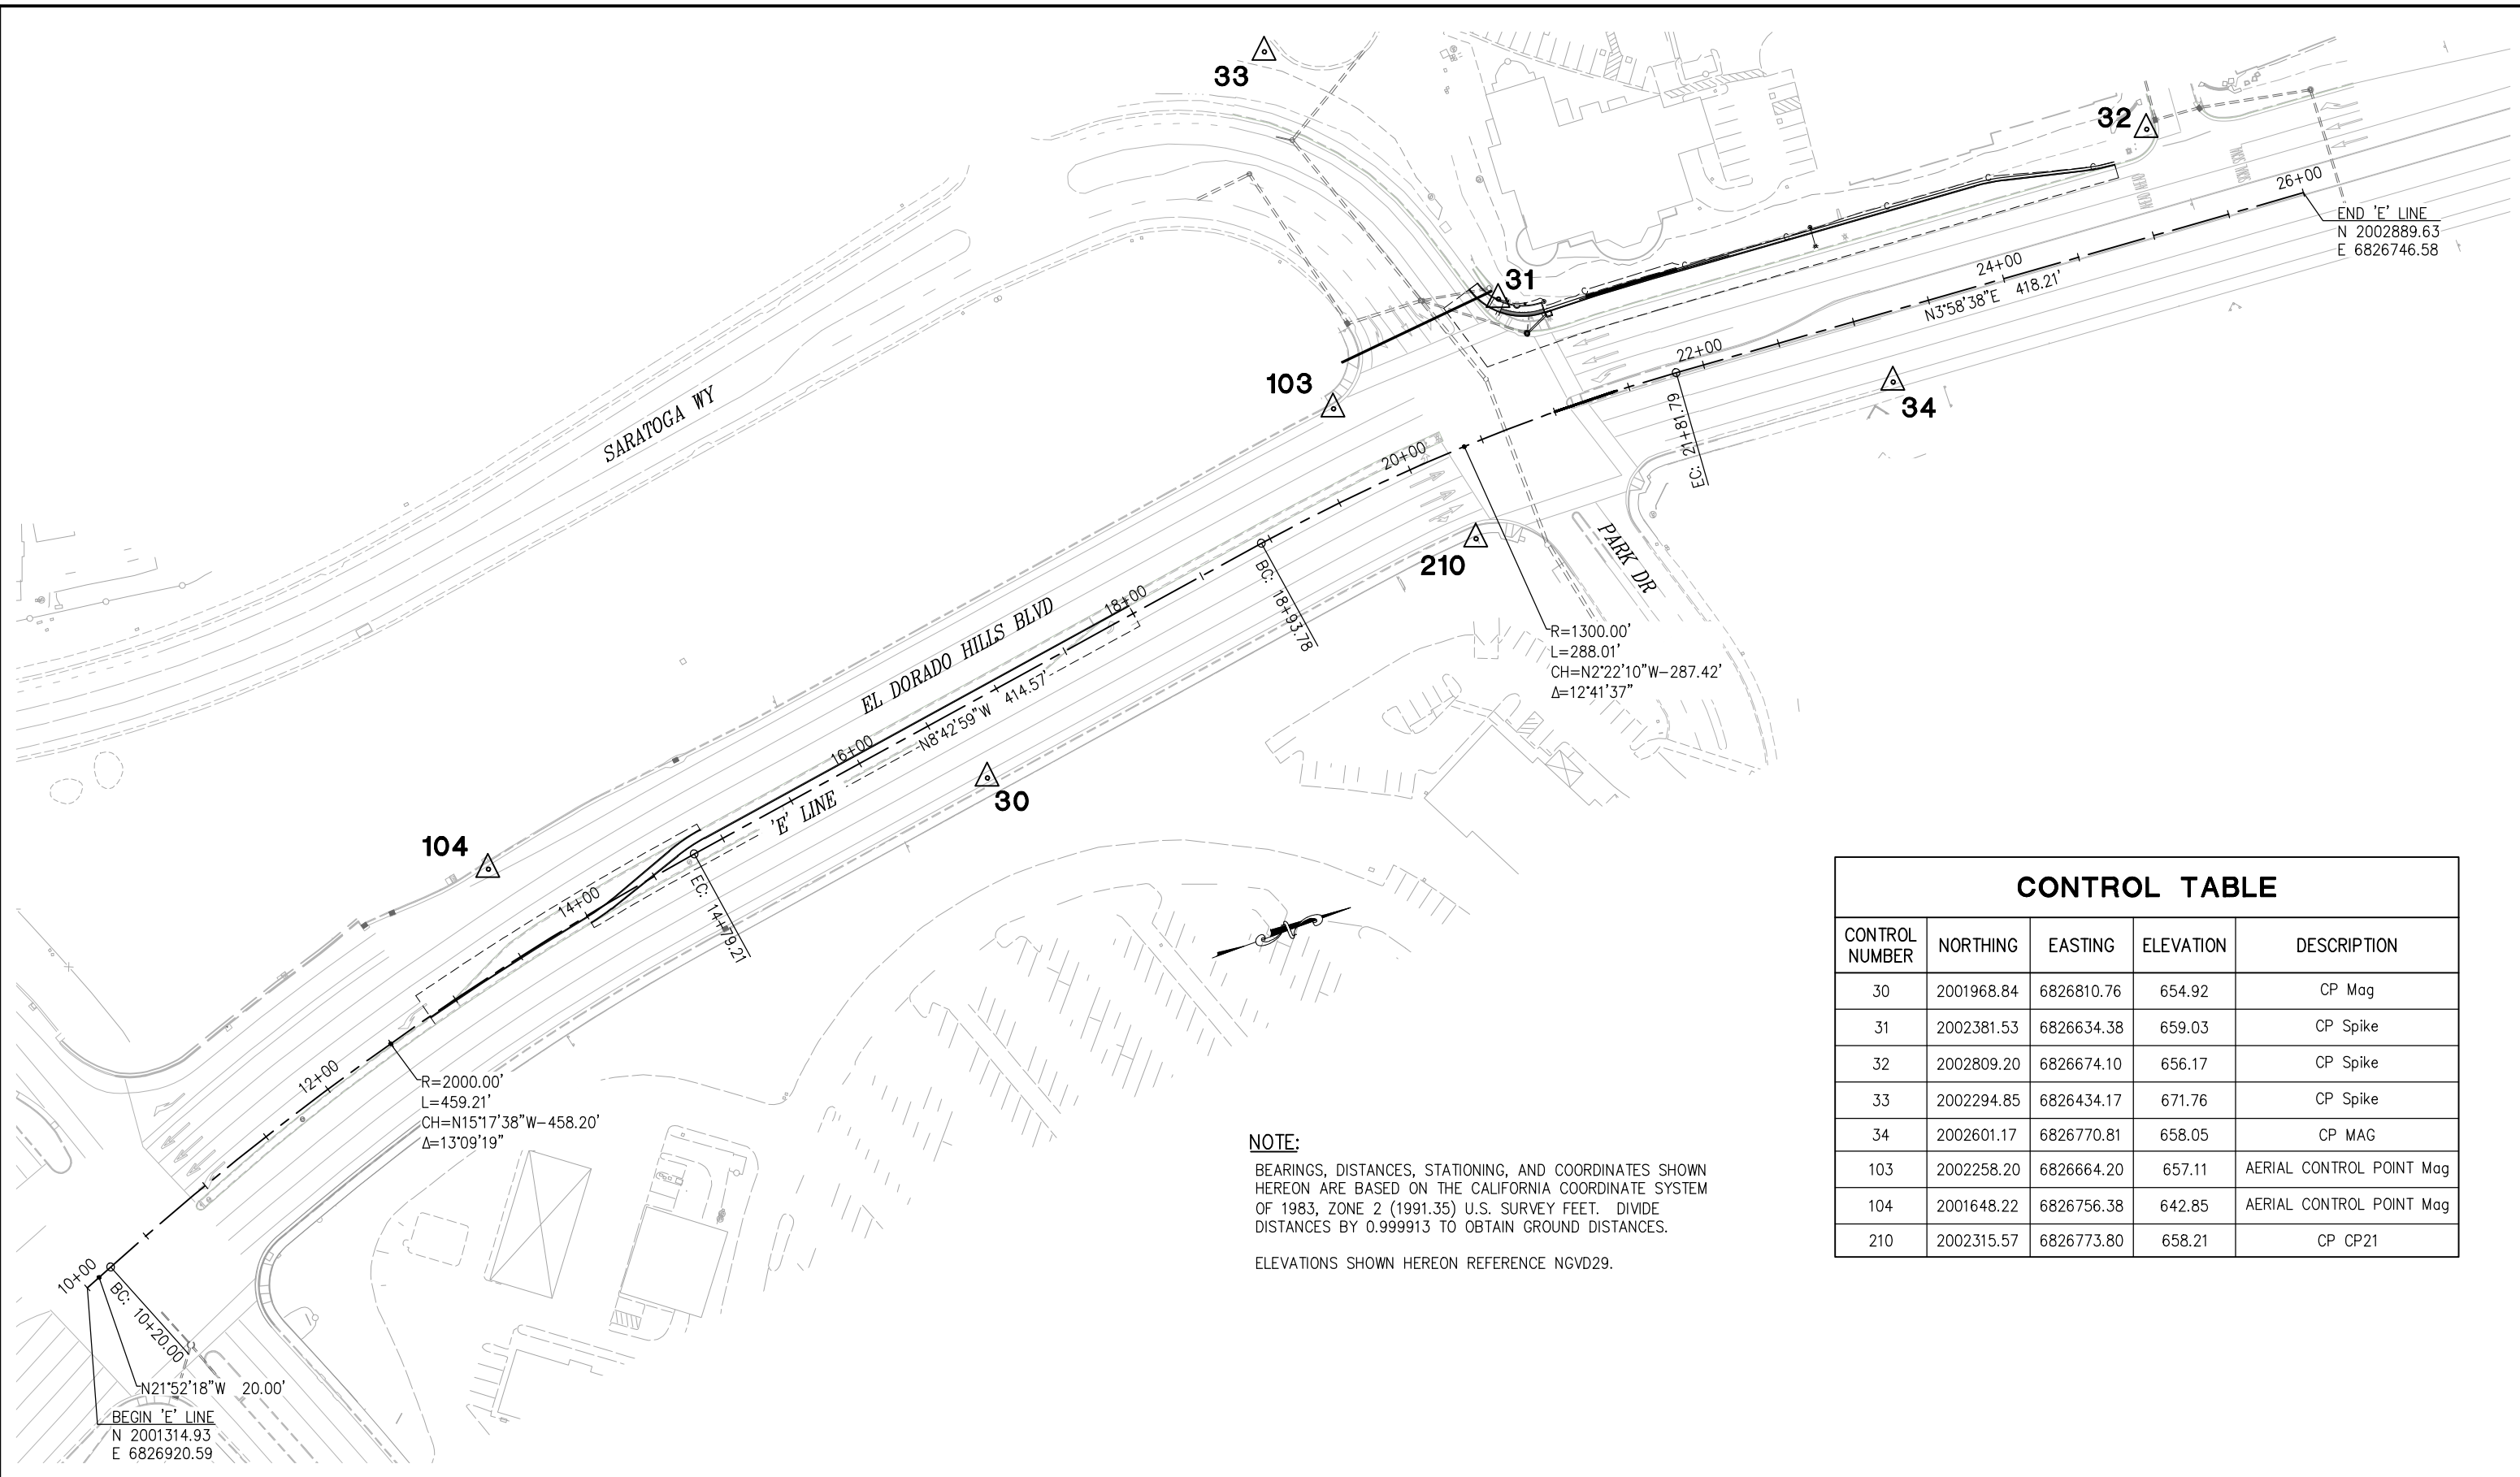 33
32
26+00
END 'E' LINE
N 2002889.63
E 6826746.58
31
24+00
N3°58'38"E 418.21'
22+00
103
34
EC: 21+81.79
SARATOGA WY
20+00
210
PARK DR
BC: 18+93.78
18+00
EL DORADO HILLS BLVD
R=1300.00'
L=288.01'
CH=N2°22'10"W-287.42'
Δ=12°41'37"
N8°42'59"W 414.57'
16+00
30
'E' LINE
104
14+00
EC: 14+79.21
12+00
R=2000.00'
L=459.21'
CH=N15°17'38"W-458.20'
Δ=13°09'19"
10+00
BC: 10+20.00
N21°52'18"W 20.00'
BEGIN 'E' LINE
N 2001314.93
E 6826920.59
NOTE:
BEARINGS, DISTANCES, STATIONING, AND COORDINATES SHOWN
HEREON ARE BASED ON THE CALIFORNIA COORDINATE SYSTEM
OF 1983, ZONE 2 (1991.35) U.S. SURVEY FEET. DIVIDE
DISTANCES BY 0.999913 TO OBTAIN GROUND DISTANCES.
ELEVATIONS SHOWN HEREON REFERENCE NGVD29.
CONTROL TABLE
CONTROL NUMBER NORTHING EASTING ELEVATION DESCRIPTION
30 2001968.84 6826810.76 654.92 CP Mag
31 2002381.53 6826634.38 659.03 CP Spike
32 2002809.20 6826674.10 656.17 CP Spike
33 2002294.85 6826434.17 671.76 CP Spike
34 2002601.17 6826770.81 658.05 CP MAG
103 2002258.20 6826664.20 657.11 AERIAL CONTROL POINT Mag
104 2001648.22 6826756.38 642.85 AERIAL CONTROL POINT Mag
210 2002315.57 6826773.80 658.21 CP CP21